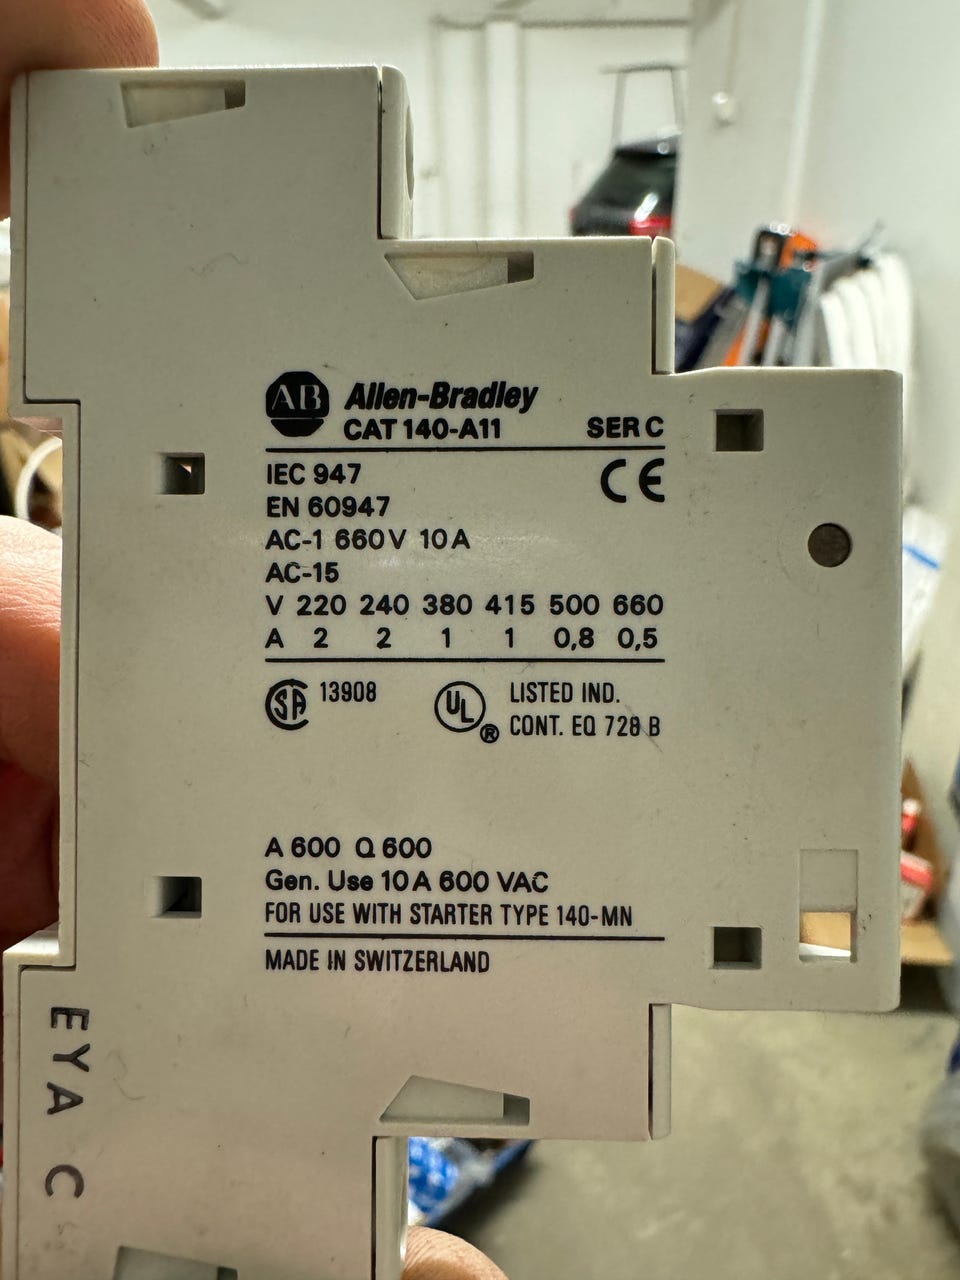 AB Allen-Bradley
CAT 140-A11 SER C
IEC 947 CE
EN 60947
AC-1 660V 10A
AC-15
V 220 240 380 415 500 660
A 2 2 1 1 0,8 0,5
SA 13908 UL ® LISTED IND.
CONT. EQ 728 B
A 600 Q 600
Gen. Use 10A 600 VAC
FOR USE WITH STARTER TYPE 140-MN
MADE IN SWITZERLAND
EYA C